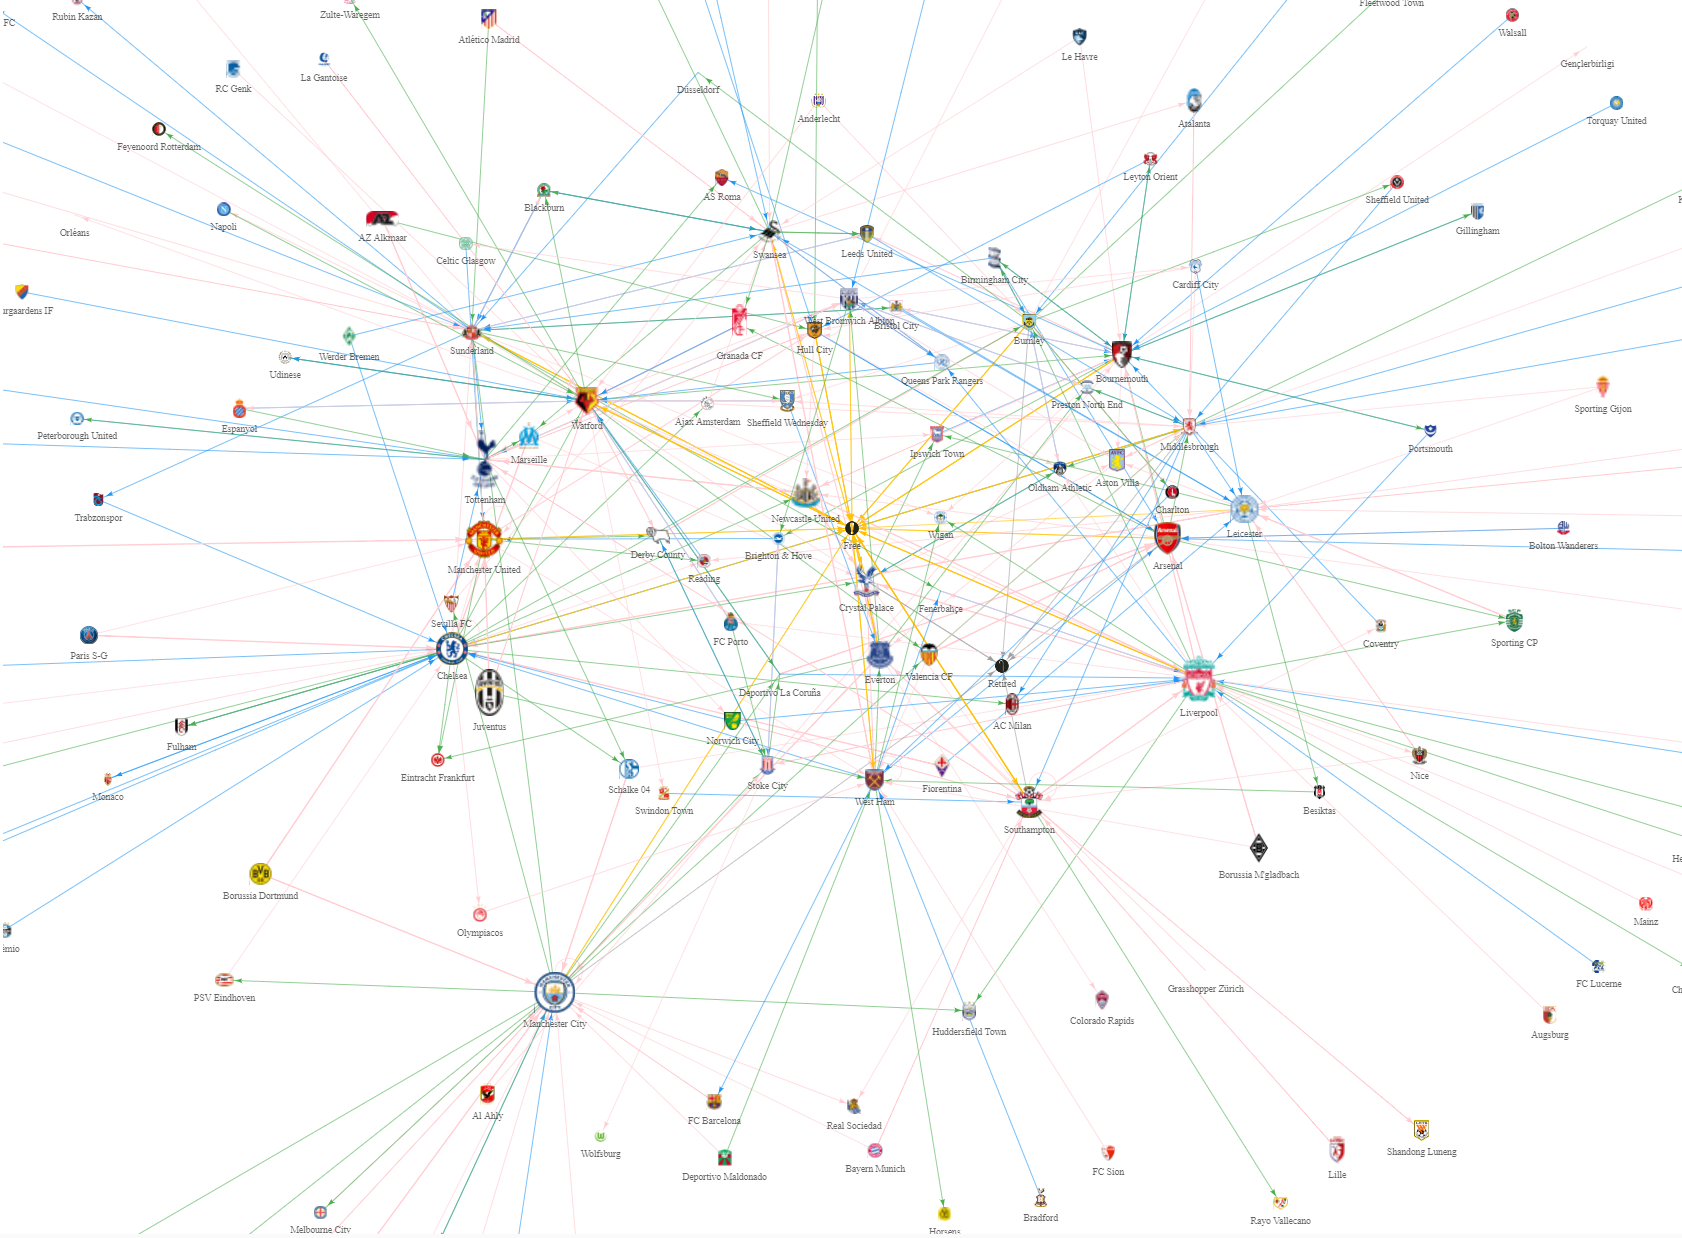 Fleetwood Town
FC
Rubin Kazan
Zulte-Waregem
Walsall
Atlético Madrid
Le Havre
Gençlerbirligi
La Gantoise
RC Genk
Düsseldorf
Anderlecht
Atalanta
Torquay United
Feyenoord Rotterdam
Leyton Orient
AS Roma
Sheffield United
Blackburn
Napoli
Orléans
AZ Alkmaar
Gillingham
Celtic Glasgow
Swansea
Leeds United
Birmingham City
Cardiff City
rgaardens IF
West Bromwich Albion
Bristol City
Burnley
Sunderland
Hull City
Werder Bremen
Granada CF
Udinese
Queens Park Rangers
Bournemouth
Preston North End
Sporting Gijon
Ajax Amsterdam
Sheffield Wednesday
Watford
Espanyol
Peterborough United
Marseille
Ipswich Town
Middlesbrough
Portsmouth
Oldham Athletic
Aston Villa
Tottenham
Trabzonspor
Newcastle United
Charlton
Leicester
Free
Wigan
Bolton Wanderers
Manchester United
Derby County
Brighton & Hove
Reading
Arsenal
Crystal Palace
Fenerbahçe
Sevilla FC
FC Porto
Coventry
Sporting CP
Paris S-G
Chelsea
Everton
Valencia CF
Retired
Deportivo La Coruña
Liverpool
Juventus
AC Milan
Fulham
Norwich City
Eintracht Frankfurt
Nice
Monaco
Schalke 04
Stoke City
Fiorentina
Swindon Town
West Ham
Besiktas
Southampton
He
Borussia M'gladbach
Borussia Dortmund
Mainz
Olympiacos
émio
PSV Eindhoven
Grasshopper Zürich
FC Lucerne
Ch
Manchester City
Huddersfield Town
Colorado Rapids
Augsburg
Al Ahly
FC Barcelona
Real Sociedad
Wolfsburg
Deportivo Maldonado
Bayern Munich
FC Sion
Lille
Shandong Luneng
Melbourne City
Horsens
Bradford
Rayo Vallecano